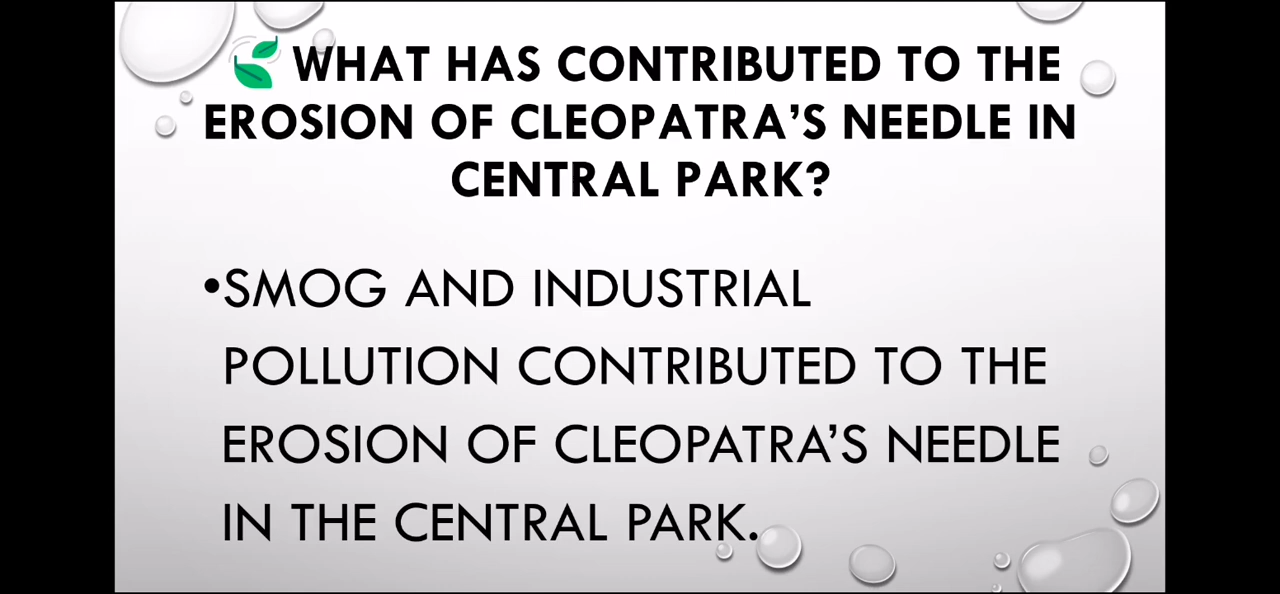 WHAT HAS CONTRIBUTED TO THE
EROSION OF CLEOPATRA’S NEEDLE IN
CENTRAL PARK?
•SMOG AND INDUSTRIAL
POLLUTION CONTRIBUTED TO THE
EROSION OF CLEOPATRA’S NEEDLE
IN THE CENTRAL PARK.